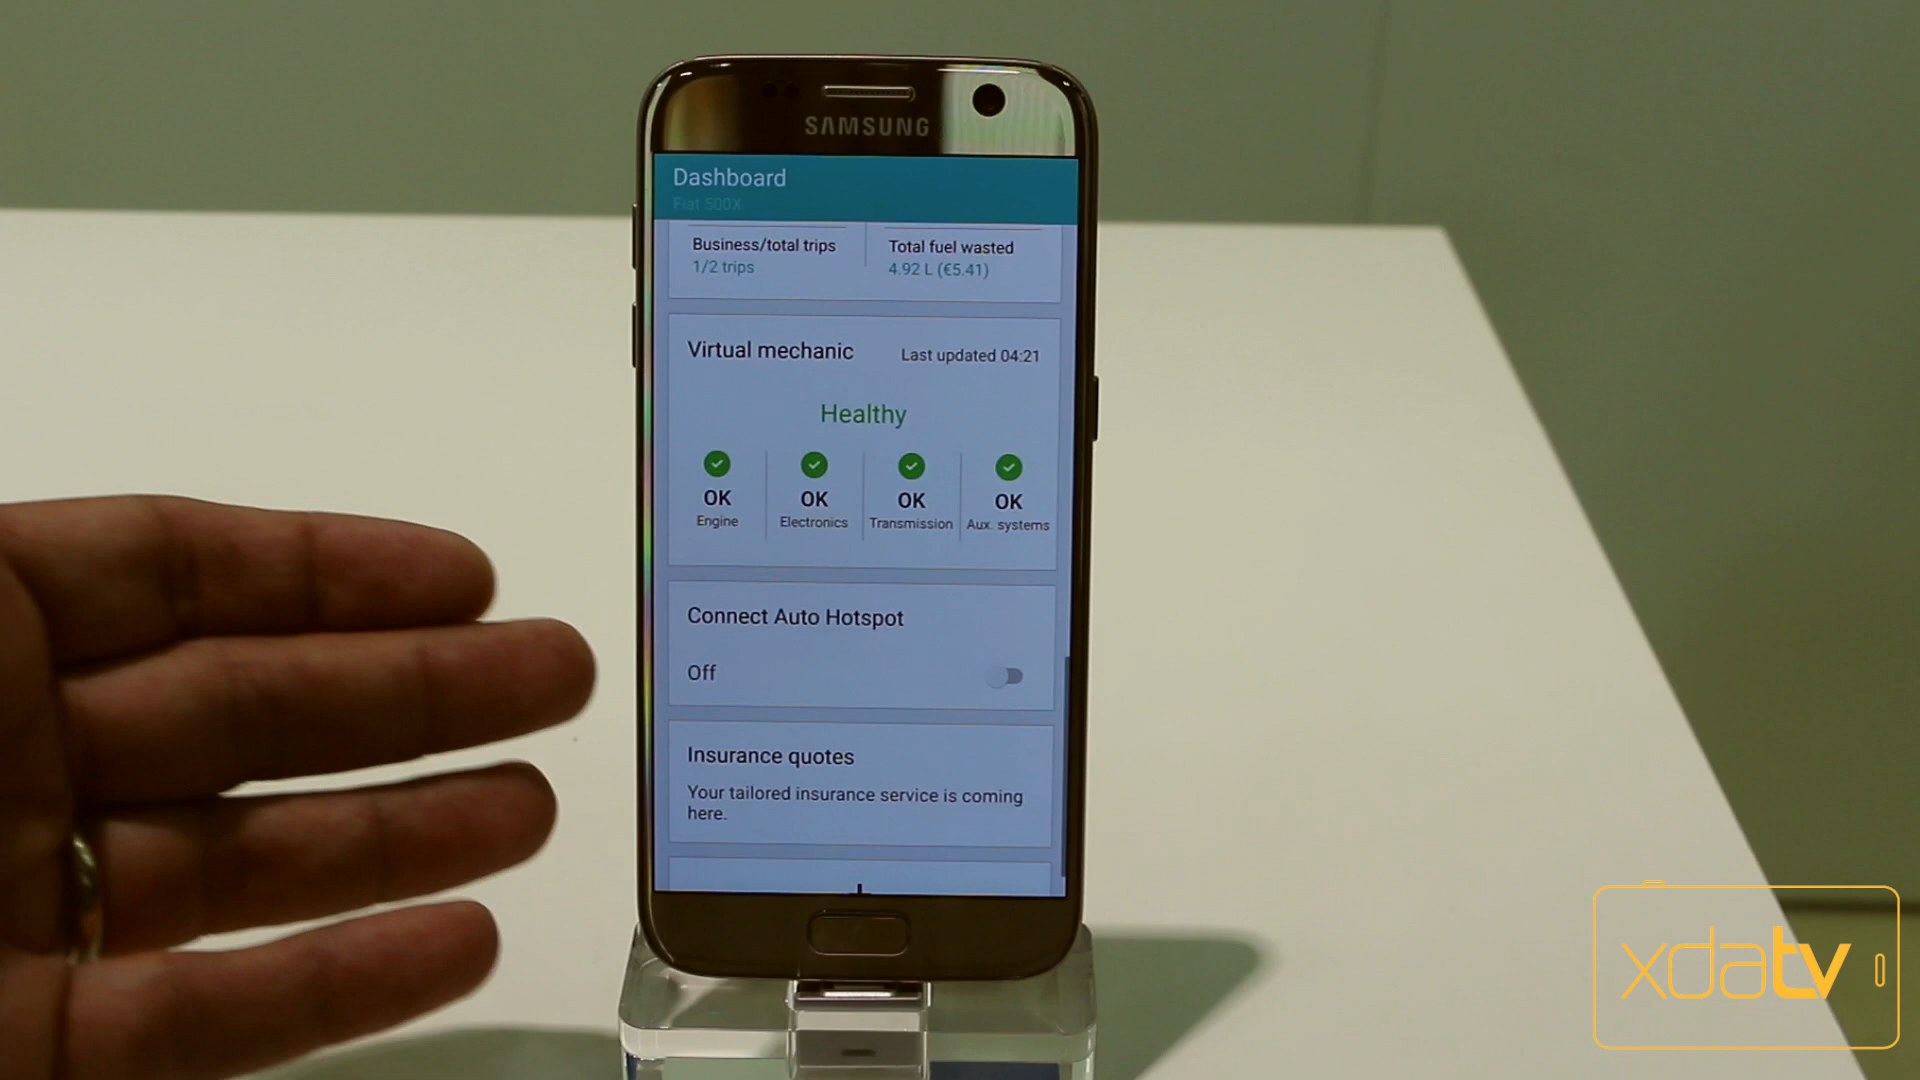 SAMSUNG
Dashboard
Fiat 500X
Business/total trips
1/2 trips
Total fuel wasted
4.92 L (€5.41)
Virtual mechanic
Last updated 04:21
Healthy
OK
Engine
OK
Electronics
OK
Transmission
OK
Aux. systems
Connect Auto Hotspot
Off
Insurance quotes
Your tailored insurance service is coming
here.
xdatv